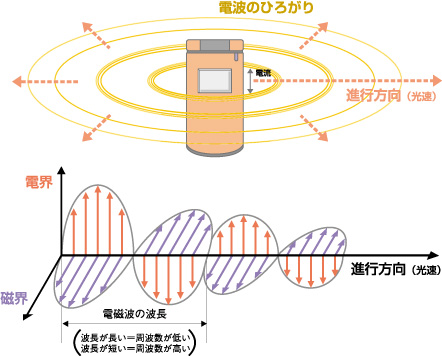 電波のひろがり
電流
進行方向（光速）
電界
磁界
進行方向（光速）
電磁波の波長
（波長が長い＝周波数が低い
波長が短い＝周波数が高い）